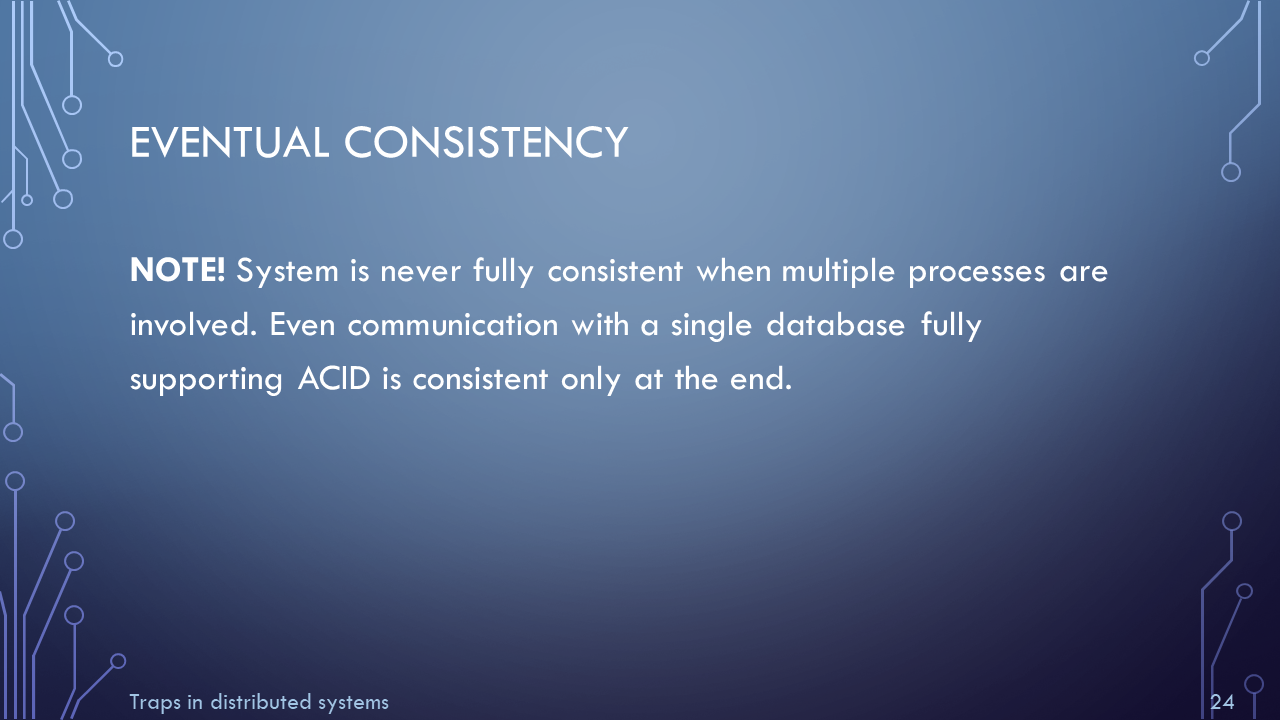 EVENTUAL CONSISTENCY
NOTE! System is never fully consistent when multiple processes are
involved. Even communication with a single database fully
supporting ACID is consistent only at the end.
Traps in distributed systems
24